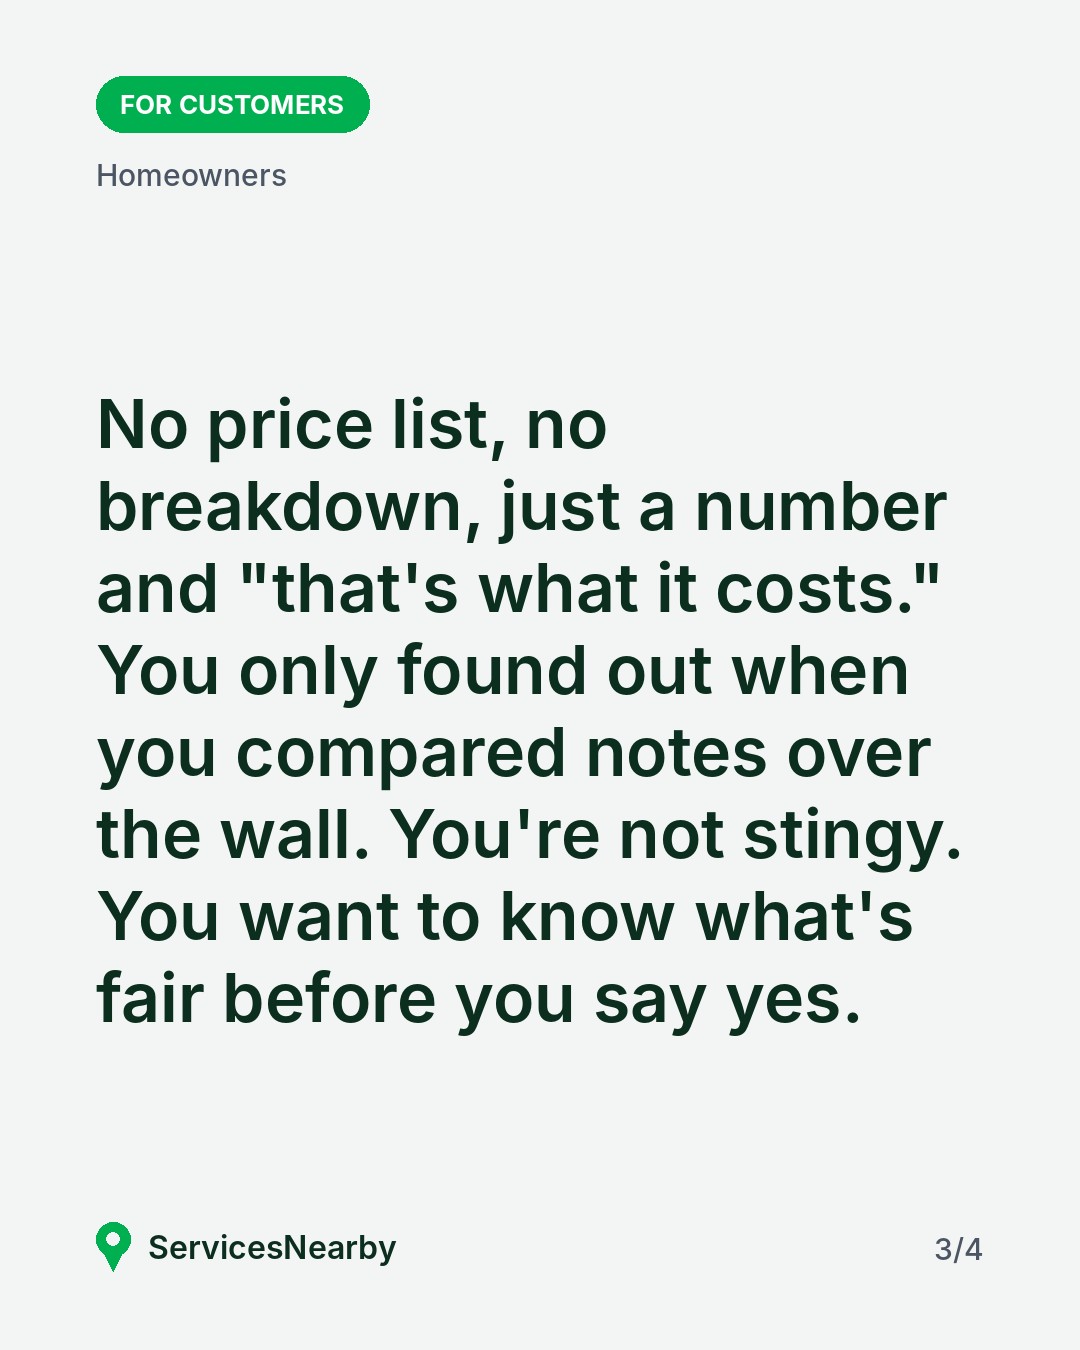 FOR CUSTOMERS
Homeowners
No price list, no
breakdown, just a number
and "that's what it costs."
You only found out when
you compared notes over
the wall. You're not stingy.
You want to know what's
fair before you say yes.
ServicesNearby
3/4